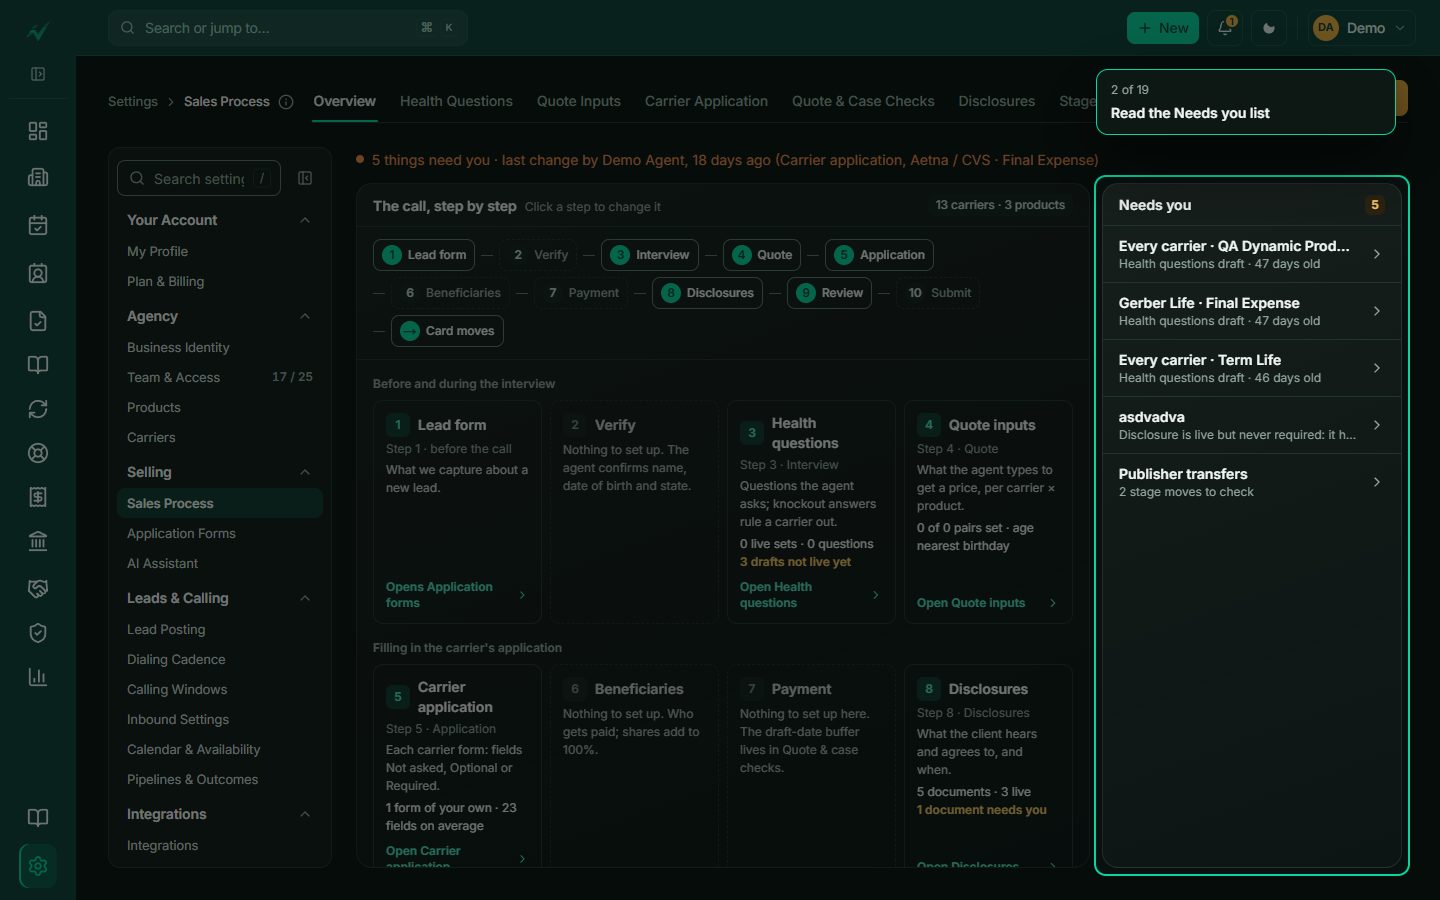 Search or jump to...
⌘ K
+ New
1
DA
Demo
Settings > Sales Process
Overview
Health Questions
Quote Inputs
Carrier Application
Quote & Case Checks
Disclosures
Stage
2 of 19
Read the Needs you list
5 things need you · last change by Demo Agent, 18 days ago (Carrier application, Aetna / CVS · Final Expense)
Search setting
/
Your Account
My Profile
Plan & Billing
Agency
Business Identity
Team & Access
17 / 25
Products
Carriers
Selling
Sales Process
Application Forms
AI Assistant
Leads & Calling
Lead Posting
Dialing Cadence
Calling Windows
Inbound Settings
Calendar & Availability
Pipelines & Outcomes
Integrations
Integrations
The call, step by step
Click a step to change it
13 carriers · 3 products
1 Lead form — 2 Verify — 3 Interview — 4 Quote — 5 Application
— 6 Beneficiaries — 7 Payment — 8 Disclosures — 9 Review — 10 Submit
— → Card moves
Before and during the interview
1 Lead form
Step 1 · before the call
What we capture about a
new lead.
Opens Application
forms
2 Verify
Nothing to set up. The
agent confirms name,
date of birth and state.
3 Health
questions
Step 3 · Interview
Questions the agent
asks; knockout answers
rule a carrier out.
0 live sets · 0 questions
3 drafts not live yet
Open Health
questions
4 Quote inputs
Step 4 · Quote
What the agent types to
get a price, per carrier ×
product.
0 of 0 pairs set · age
nearest birthday
Open Quote inputs
Filling in the carrier's application
5 Carrier
application
Step 5 · Application
Each carrier form: fields
Not asked, Optional or
Required.
1 form of your own · 23
fields on average
Open Carrier
application
6 Beneficiaries
Nothing to set up. Who
gets paid; shares add to
100%.
7 Payment
Nothing to set up here.
The draft-date buffer
lives in Quote & case
checks.
8 Disclosures
Step 8 · Disclosures
What the client hears
and agrees to, and
when.
5 documents · 3 live
1 document needs you
Open Disclosures
Needs you
5
Every carrier · QA Dynamic Prod...
Health questions draft · 47 days old
Gerber Life · Final Expense
Health questions draft · 47 days old
Every carrier · Term Life
Health questions draft · 46 days old
asdvadva
Disclosure is live but never required: it h...
Publisher transfers
2 stage moves to check